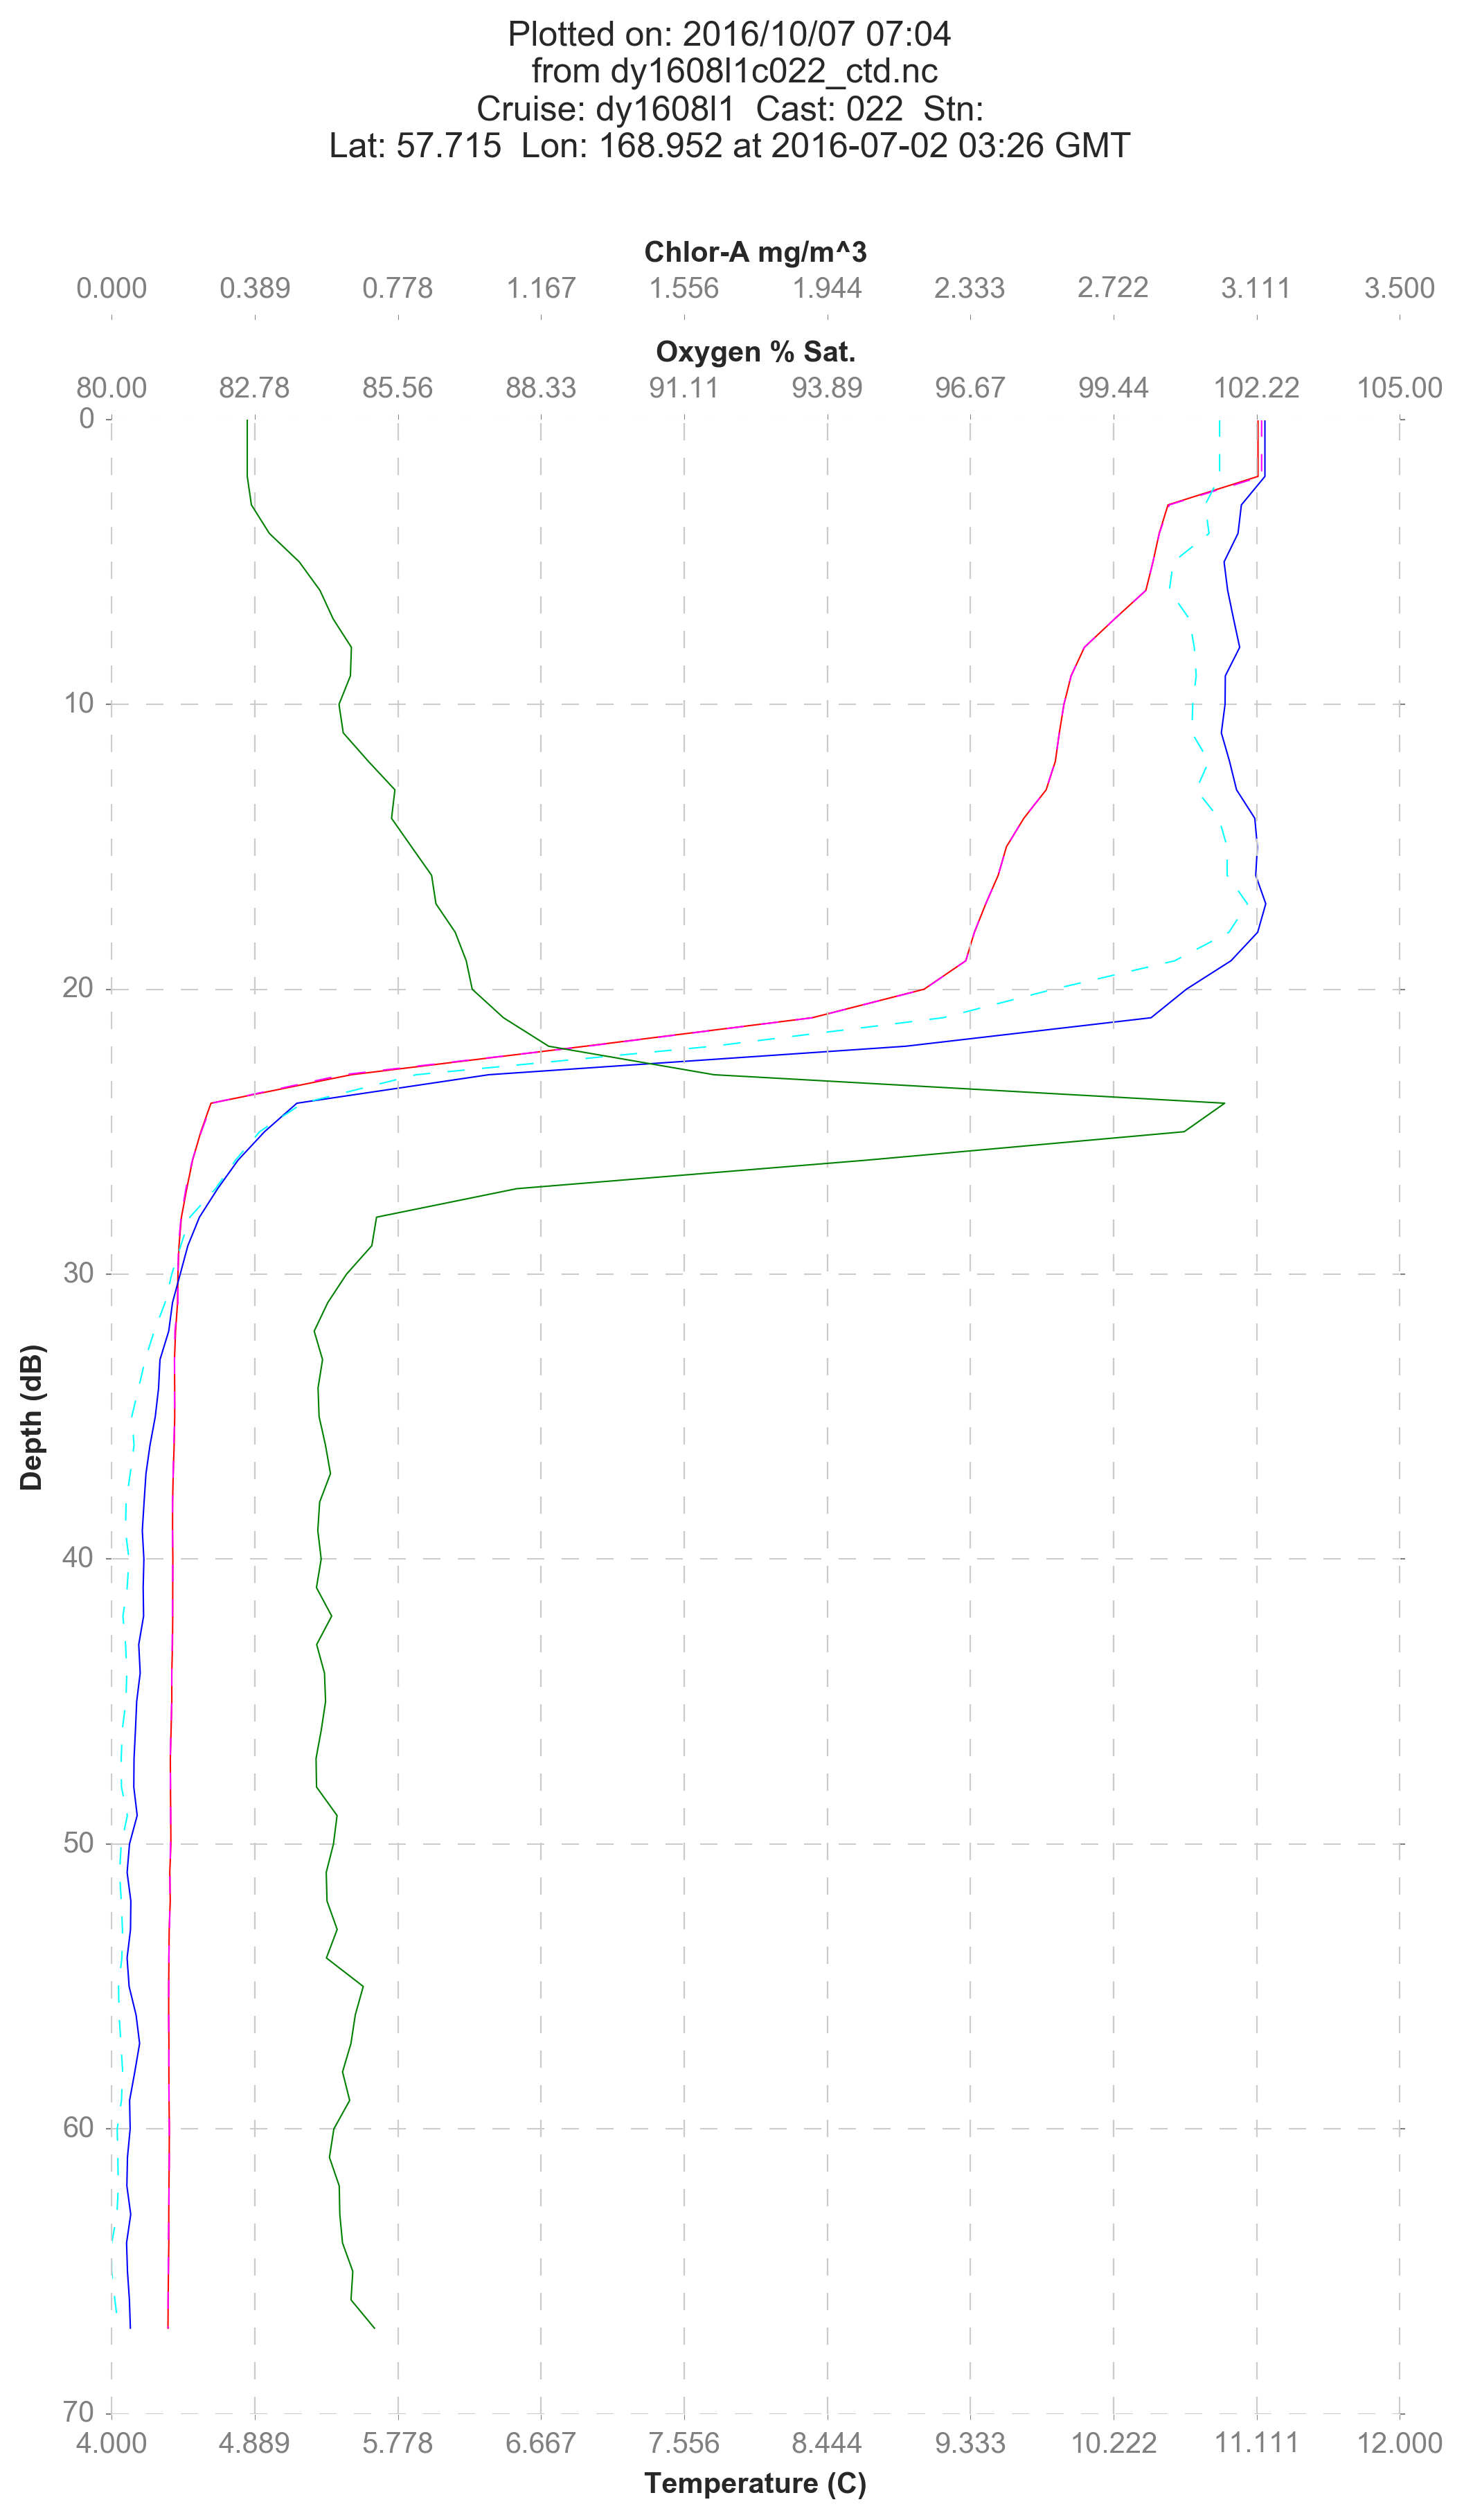 Plotted on: 2016/10/07 07:04
from dy1608l1c022_ctd.nc
Cruise: dy1608l1 Cast: 022 Stn:
Lat: 57.715 Lon: 168.952 at 2016-07-02 03:26 GMT
Chlor-A mg/m^3
0.000 0.389 0.778 1.167 1.556 1.944 2.333 2.722 3.111 3.500
Oxygen % Sat.
80.00 82.78 85.56 88.33 91.11 93.89 96.67 99.44 102.22 105.00
0
10
20
30
Depth (dB)
40
50
60
70
4.000 4.889 5.778 6.667 7.556 8.444 9.333 10.222 11.111 12.000
Temperature (C)